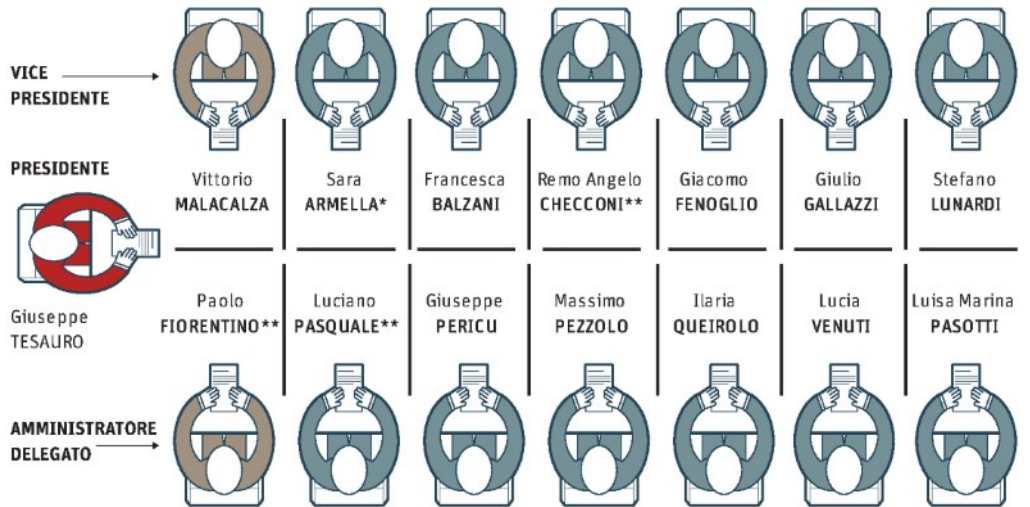 VICE
PRESIDENTE
PRESIDENTE
Giuseppe
TESAURO
Vittorio
MALACALZA
Sara
ARMELLA*
Francesca
BALZANI
Remo Angelo
CHECCONI**
Giacomo
FENOGLIO
Giulio
GALLAZZI
Stefano
LUNARDI
Paolo
FIORENTINO**
Luciano
PASQUALE**
Giuseppe
PERICU
Massimo
PEZZOLO
Ilaria
QUEIROLO
Lucia
VENUTI
Luisa Marina
PASOTTI
AMMINISTRATORE
DELEGATO